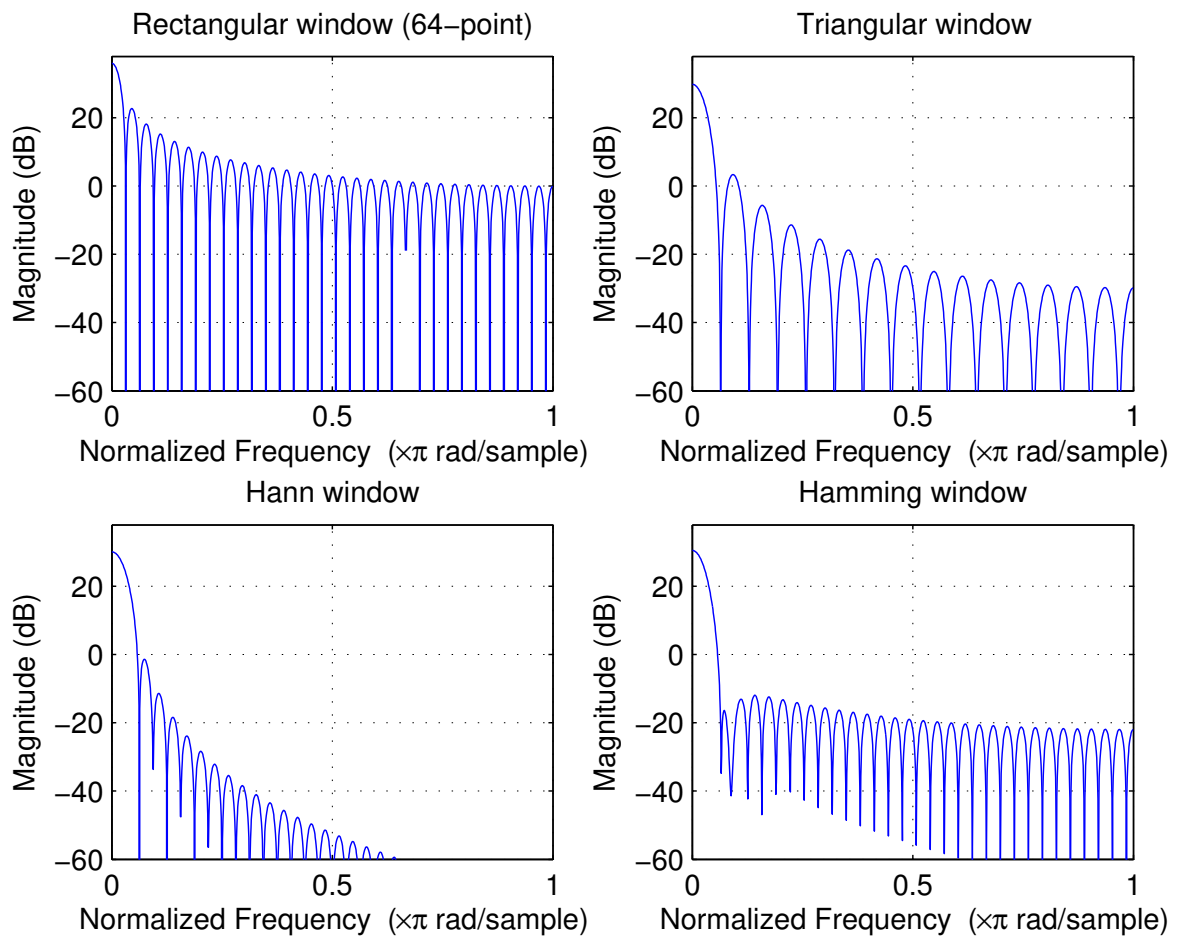 Rectangular window (64−point)
Triangular window
Magnitude (dB)
20
0
−20
−40
−60
0
0.5
1
Normalized Frequency (×π rad/sample)
Magnitude (dB)
20
0
−20
−40
−60
0
0.5
1
Normalized Frequency (×π rad/sample)
Hann window
Hamming window
Magnitude (dB)
20
0
−20
−40
−60
0
0.5
1
Normalized Frequency (×π rad/sample)
Magnitude (dB)
20
0
−20
−40
−60
0
0.5
1
Normalized Frequency (×π rad/sample)